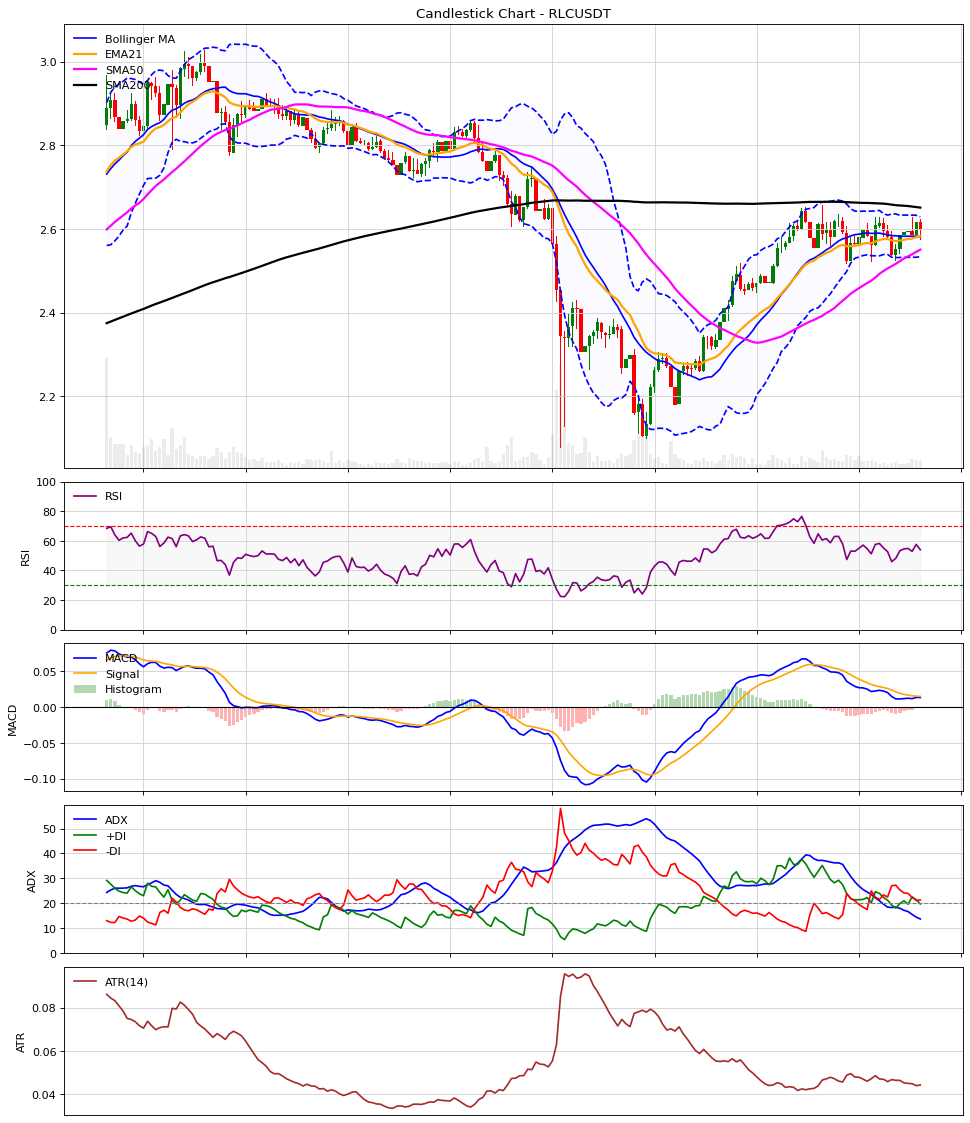 Candlestick Chart - RLCUSDT
Bollinger MA
EMA21
SMA50
SMA200
3.0
2.8
2.6
2.4
2.2
RSI
100
80
60
40
20
0
RSI
MACD
Signal
Histogram
0.05
0.00
−0.05
−0.10
MACD
ADX
+DI
-DI
50
40
30
20
10
0
ADX
ATR(14)
0.08
0.06
0.04
ATR